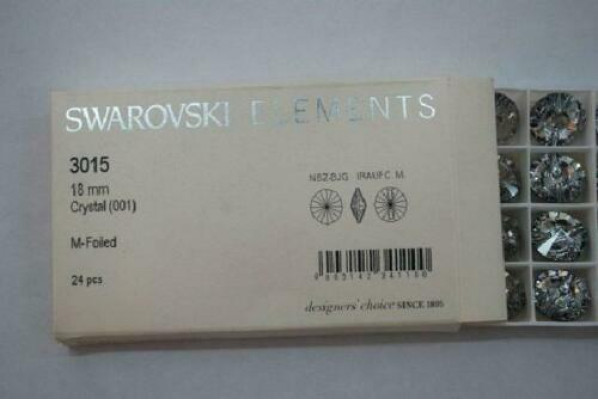 SWAROVSKI ELEMENTS
3015
18 mm
Crystal (001)
M-Foiled
24 pcs
designers' choice SINCE 1895